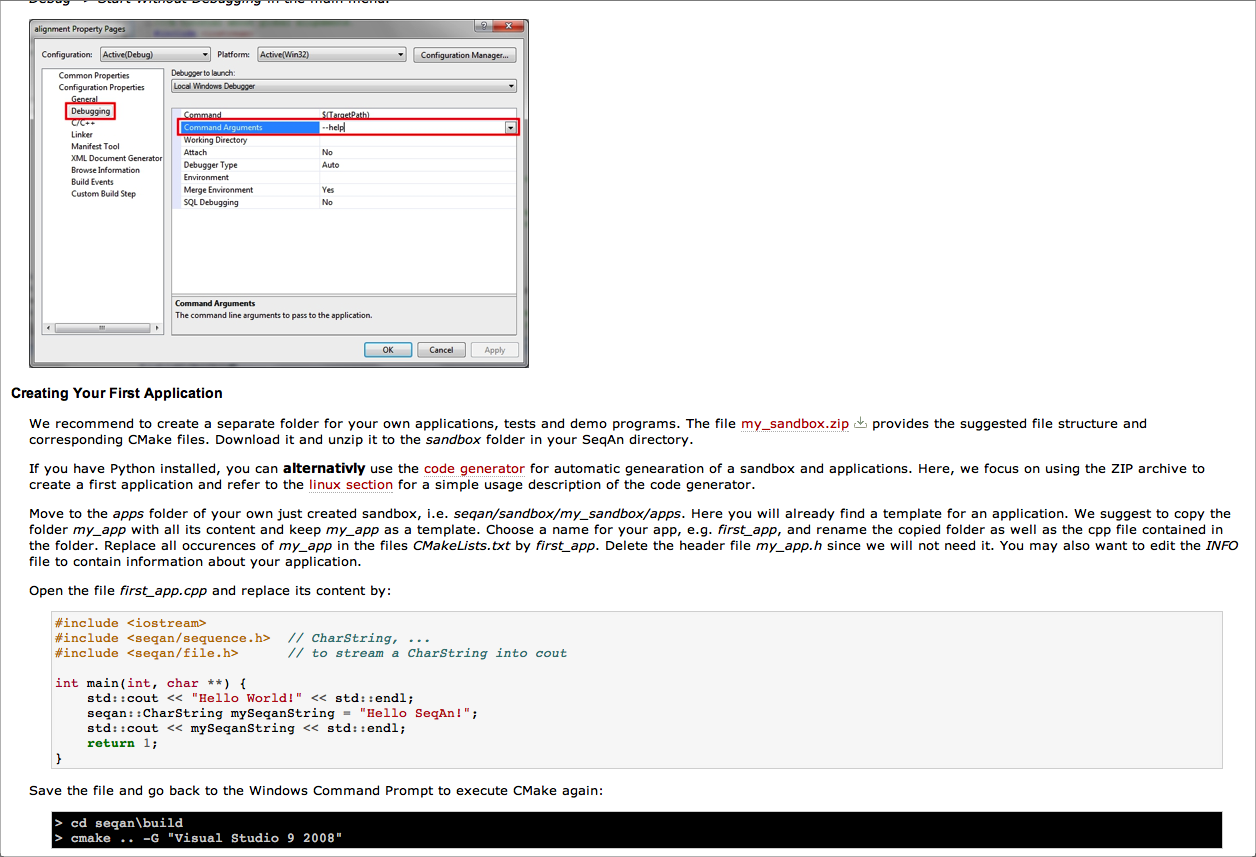 Debug -> Start Without Debugging in the main menu.
alignment Property Pages
Configuration: Active(Debug) Platform: Active(Win32) Configuration Manager...
Common Properties
Configuration Properties
General
Debugging
C/C++
Linker
Manifest Tool
XML Document Generator
Browse Information
Build Events
Custom Build Step
Debugger to launch:
Local Windows Debugger
Command $(TargetPath)
Command Arguments --help
Working Directory
Attach No
Debugger Type Auto
Environment
Merge Environment Yes
SQL Debugging No
Command Arguments
The command line arguments to pass to the application.
OK Cancel Apply
Creating Your First Application
We recommend to create a separate folder for your own applications, tests and demo programs. The file my_sandbox.zip provides the suggested file structure and
corresponding CMake files. Download it and unzip it to the sandbox folder in your SeqAn directory.
If you have Python installed, you can alternativly use the code generator for automatic genearation of a sandbox and applications. Here, we focus on using the ZIP archive to
create a first application and refer to the linux section for a simple usage description of the code generator.
Move to the apps folder of your own just created sandbox, i.e. seqan/sandbox/my_sandbox/apps. Here you will already find a template for an application. We suggest to copy the
folder my_app with all its content and keep my_app as a template. Choose a name for your app, e.g. first_app, and rename the copied folder as well as the cpp file contained in
the folder. Replace all occurences of my_app in the files CMakeLists.txt by first_app. Delete the header file my_app.h since we will not need it. You may also want to edit the INFO
file to contain information about your application.
Open the file first_app.cpp and replace its content by:
#include <iostream>
#include <seqan/sequence.h>  // CharString, ...
#include <seqan/file.h>      // to stream a CharString into cout
int main(int, char **) {
    std::cout << "Hello World!" << std::endl;
    seqan::CharString mySeqanString = "Hello SeqAn!";
    std::cout << mySeqanString << std::endl;
    return 1;
}
Save the file and go back to the Windows Command Prompt to execute CMake again:
> cd seqan\build
> cmake .. -G "Visual Studio 9 2008"